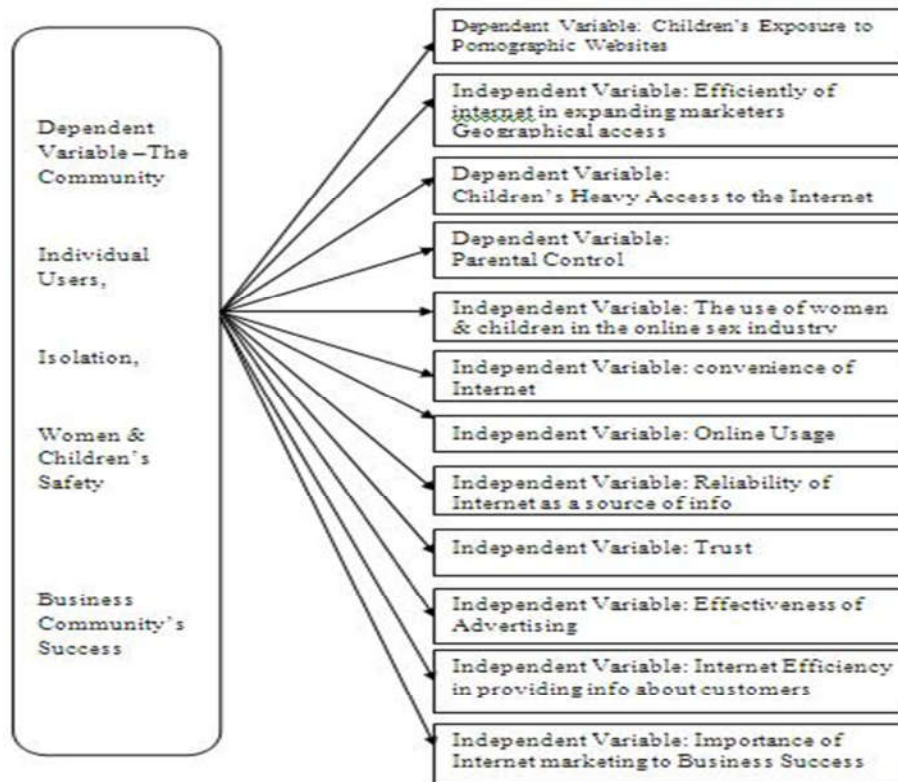 Dependent
Variable –The
Community
Individual
Users,
Isolation,
Women &
Children's
Safety
Business
Community's
Success
Dependent Variable: Children's Exposure to
Pornographic Websites
Independent Variable: Efficiently of
internet in expanding marketers
Geographical access
Dependent Variable:
Children's Heavy Access to the Internet
Dependent Variable:
Parental Control
Independent Variable: The use of women
& children in the online sex industry
Independent Variable: convenience of
Internet
Independent Variable: Online Usage
Independent Variable: Reliability of
Internet as a source of info
Independent Variable: Trust
Independent Variable: Effectiveness of
Advertising
Independent Variable: Internet Efficiency
in providing info about customers
Independent Variable: Importance of
Internet marketing to Business Success